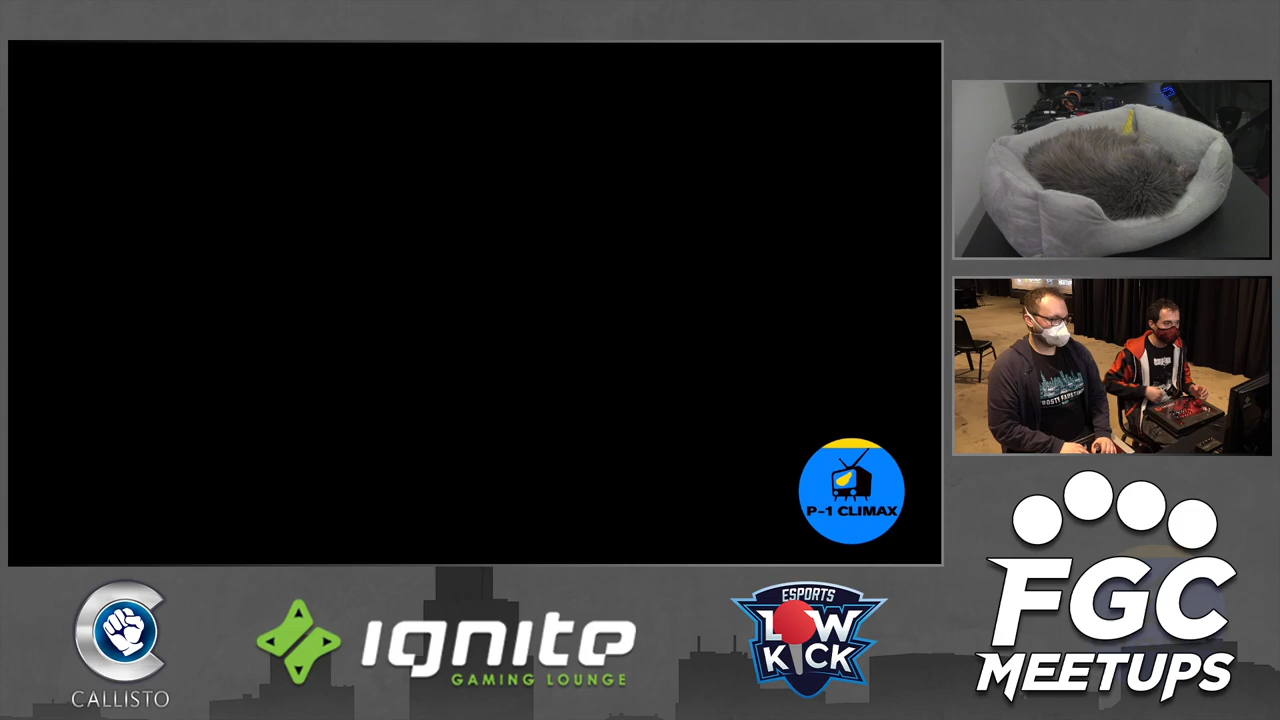 P-1 CLIMAX
CALLISTO
ignite
GAMING LOUNGE
ESPORTS
LOW
KICK
FGC
MEETUPS